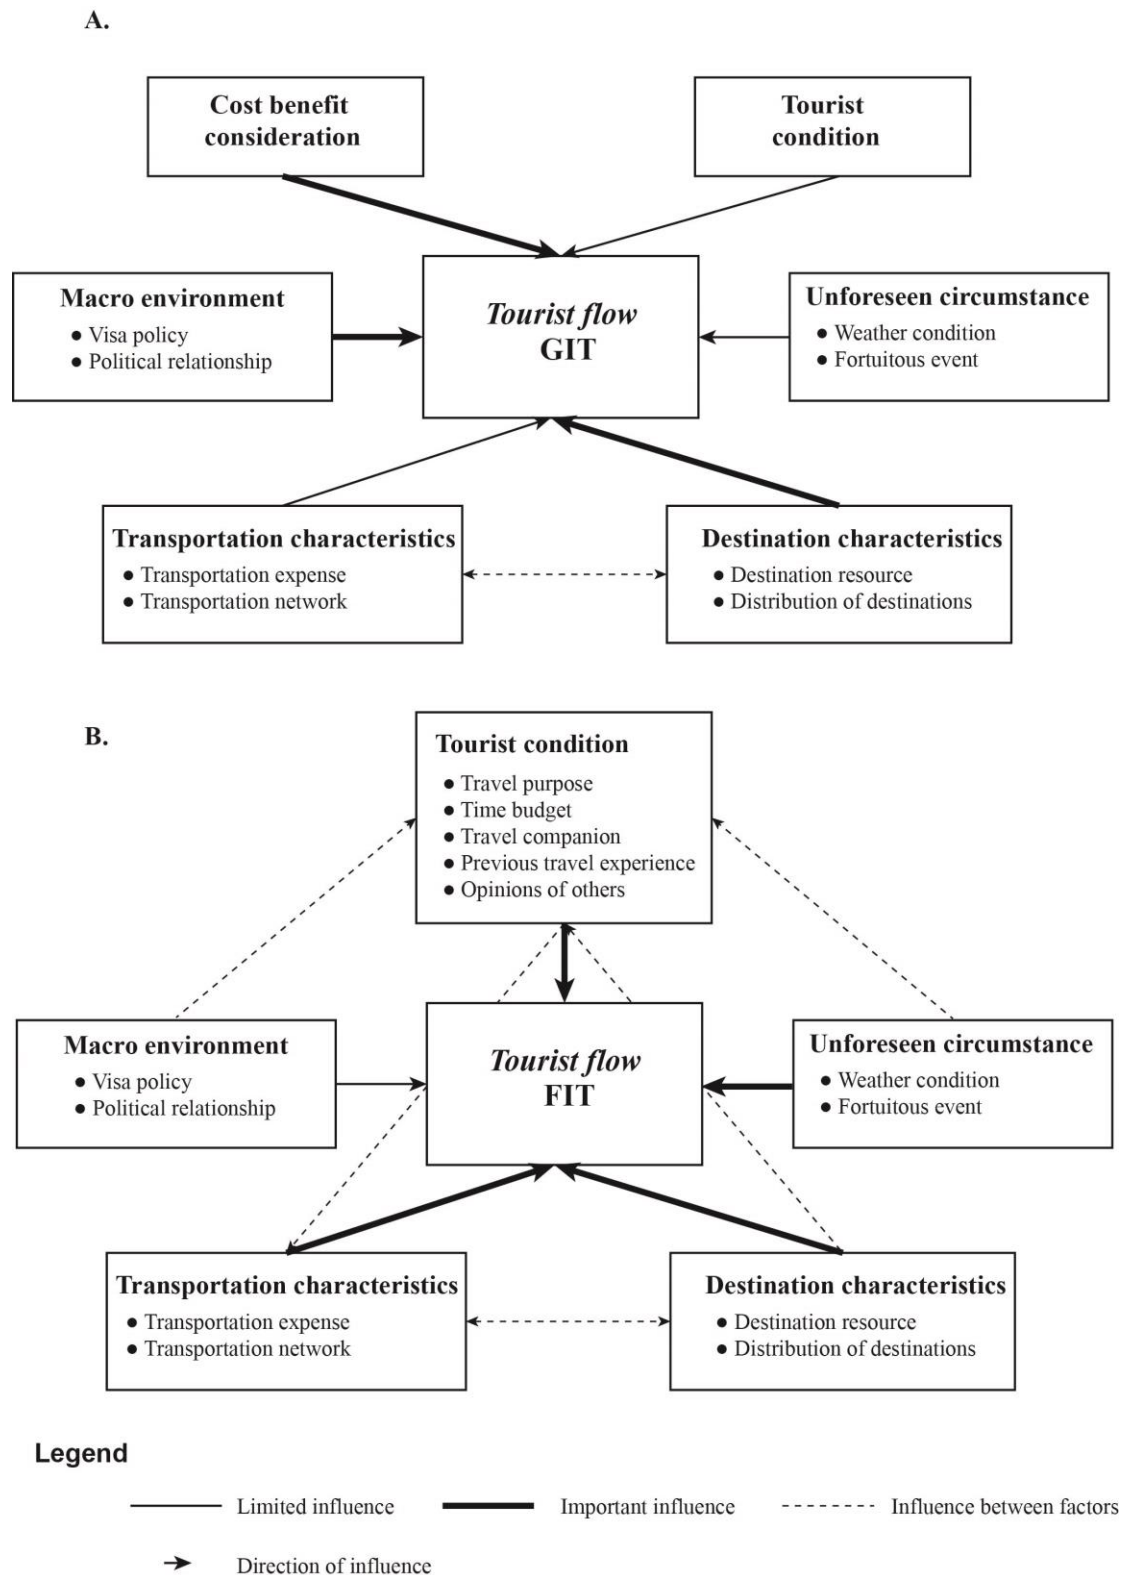 A.
Cost benefit
consideration
Tourist
condition
Macro environment
● Visa policy
● Political relationship
Tourist flow
GIT
Unforeseen circumstance
● Weather condition
● Fortuitous event
Transportation characteristics
● Transportation expense
● Transportation network
Destination characteristics
● Destination resource
● Distribution of destinations
B.
Tourist condition
● Travel purpose
● Time budget
● Travel companion
● Previous travel experience
● Opinions of others
Macro environment
● Visa policy
● Political relationship
Tourist flow
FIT
Unforeseen circumstance
● Weather condition
● Fortuitous event
Transportation characteristics
● Transportation expense
● Transportation network
Destination characteristics
● Destination resource
● Distribution of destinations
Legend
Limited influence
Important influence
Influence between factors
Direction of influence